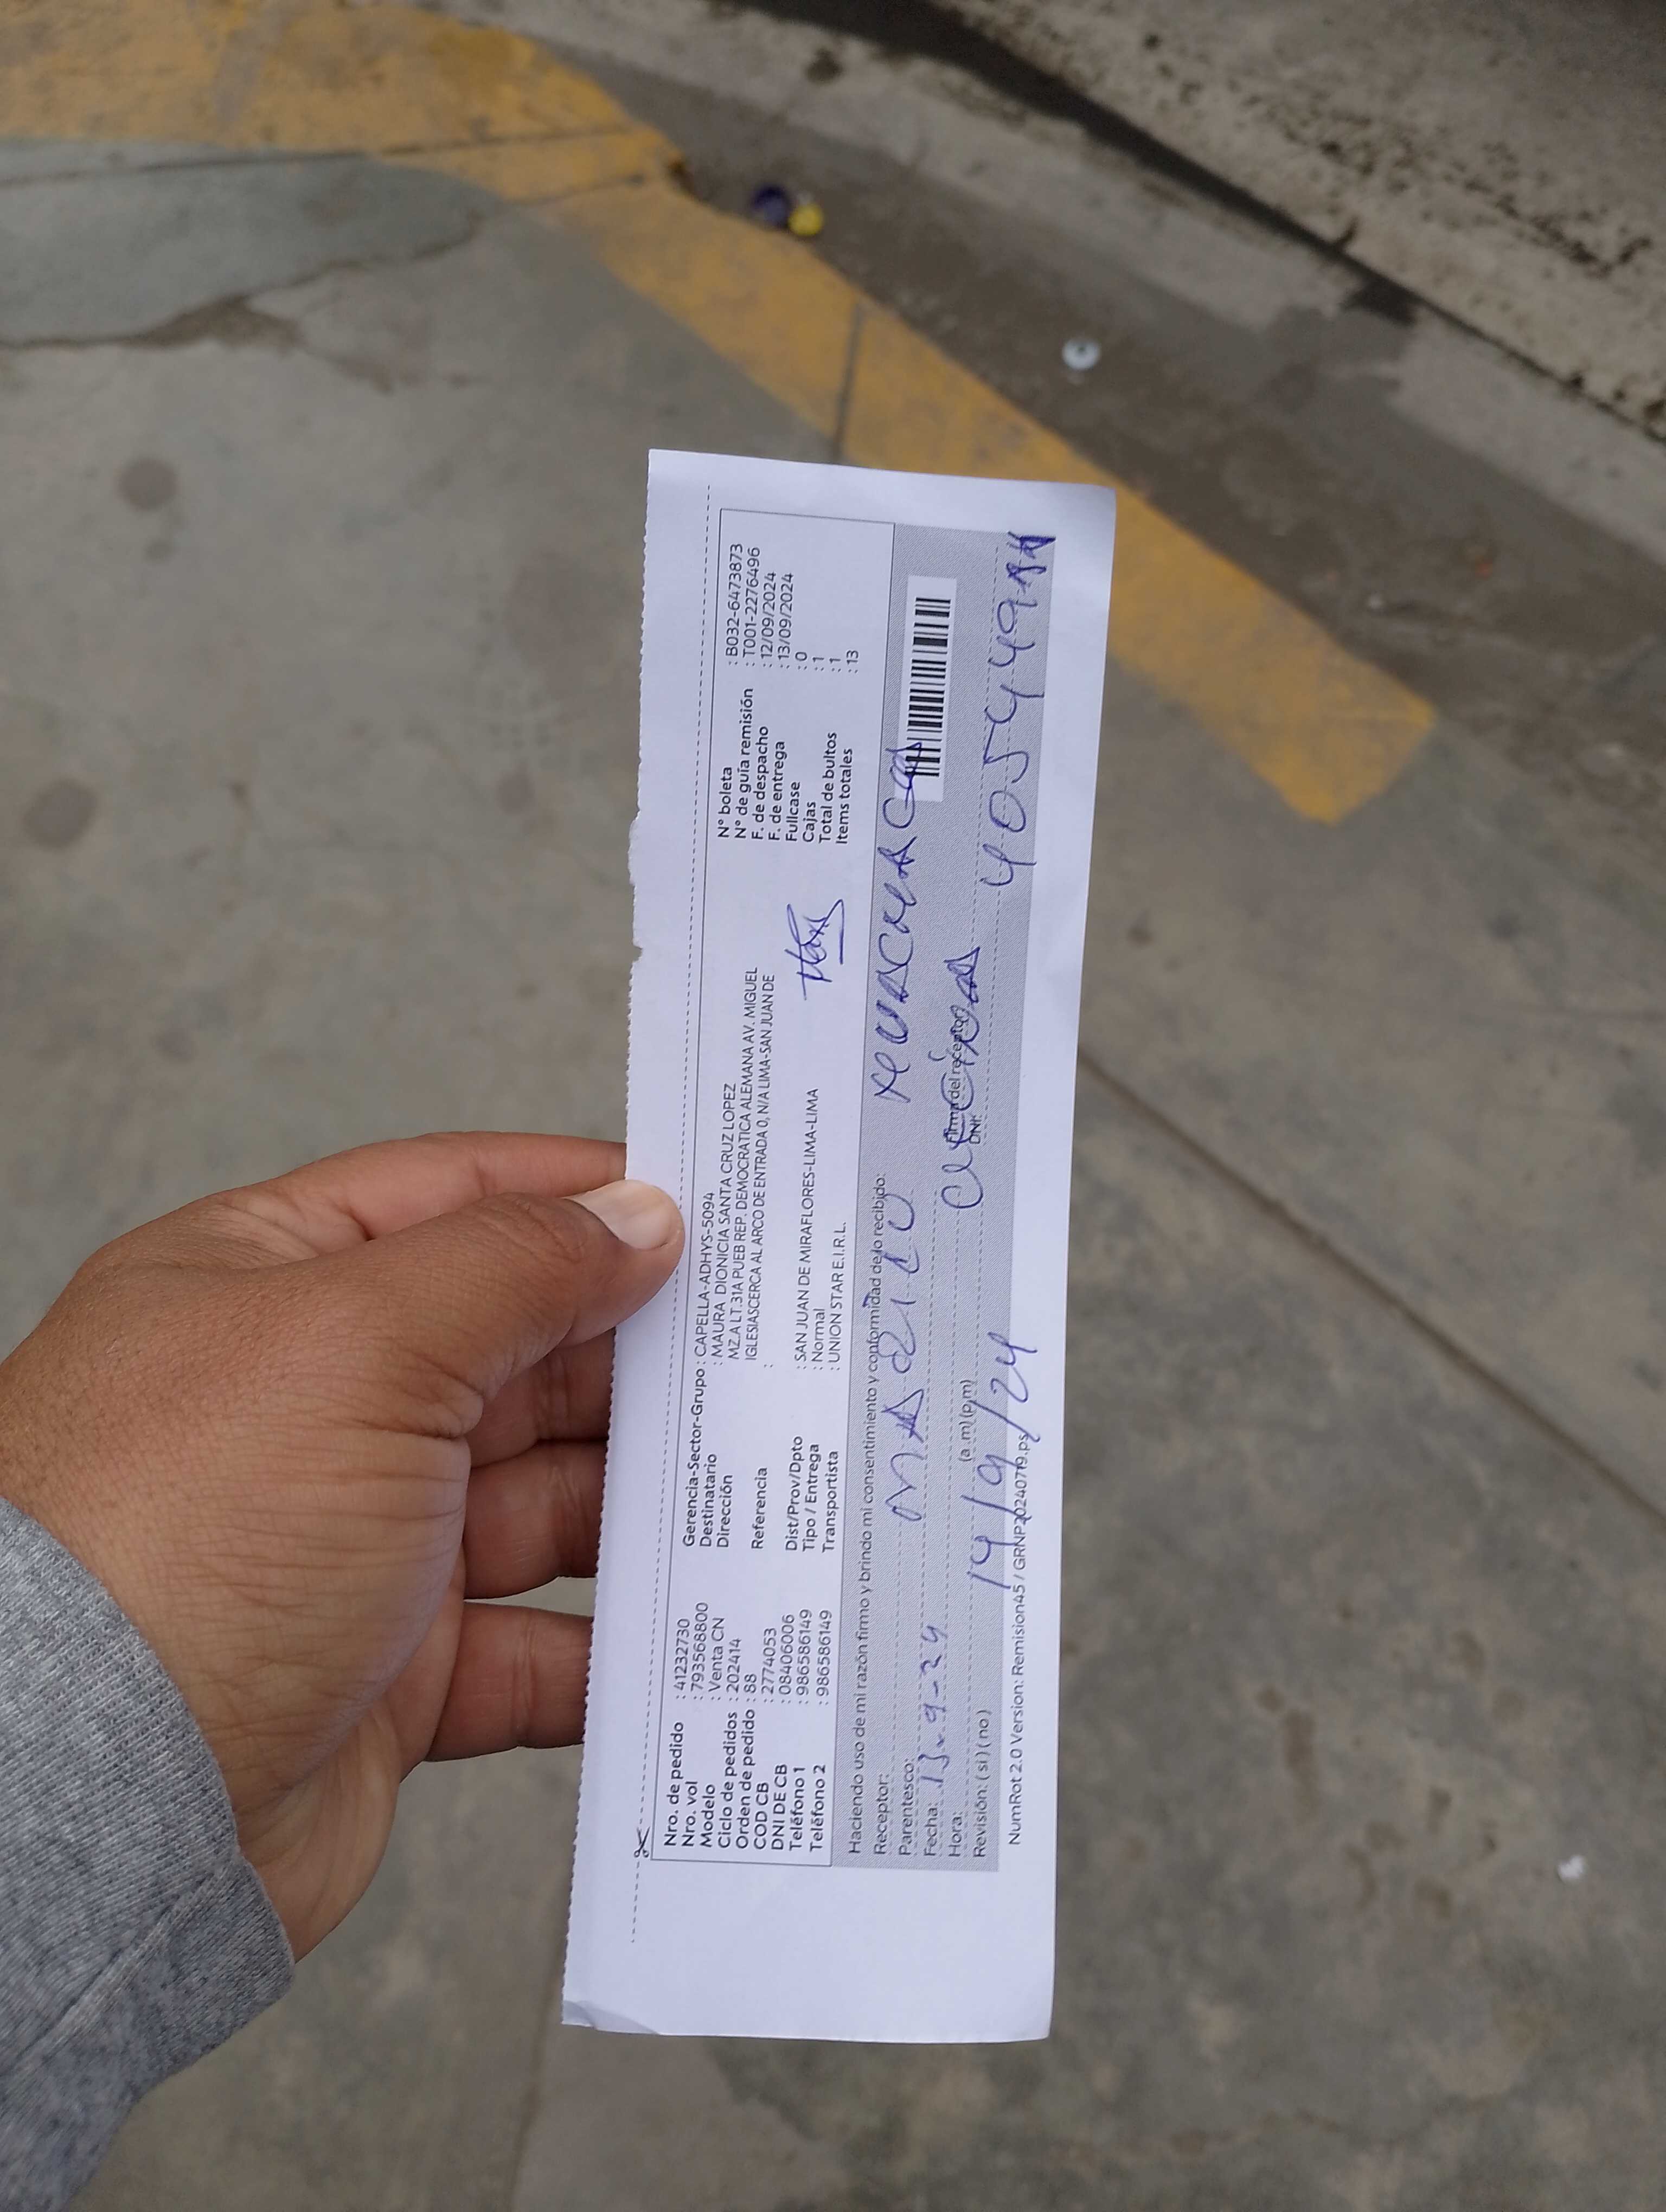 Nro. de pedido : 41232730
Nro. vol : 7935688​00
Modelo : Venta CN
Ciclo de pedidos : 202414
Orden de pedido : 88
COD CB : 2774053
DNI DE CB : 08406006
Teléfono 1 : 986586149
Teléfono 2 : 986586149
Gerencia-Sector-Grupo : CAPELLA-ADHYS-5094
Destinatario : MAURA DIONICIA SANTA CRUZ LOPEZ
Dirección MZ.A LT.31A PUEB REP. DEMOCRATICA ALEMANA AV. MIGUEL
IGLESIASCERCA AL ARCO DE ENTRADA 0, N/A LIMA-SAN JUAN DE
Referencia :
Dist/Prov/Dpto : SAN JUAN DE MIRAFLORES-LIMA-LIMA
Tipo / Entrega : Normal
Transportista : UNION STAR E.I.R.L.
N° boleta : B032-6473873
N° de guía remisión : T001-2276496
F. de despacho : 12/09/2024
F. de entrega : 13/09/2024
Fullcase : 0
Cajas : 1
Total de bultos : 1
Items totales : 13
Haciendo uso de mi razón firmo y brindo mi consentimiento y conformidad de lo recibido:
Receptor:
Parentesco:
Fecha: 13-9-24
Hora: (a.m) (p.m)
Revisión: ( si ) ( no ) 14/9/24
Firma del receptor
DNI:
NumRot 2.0 Version: Remision45 / GRNP20240719.ps